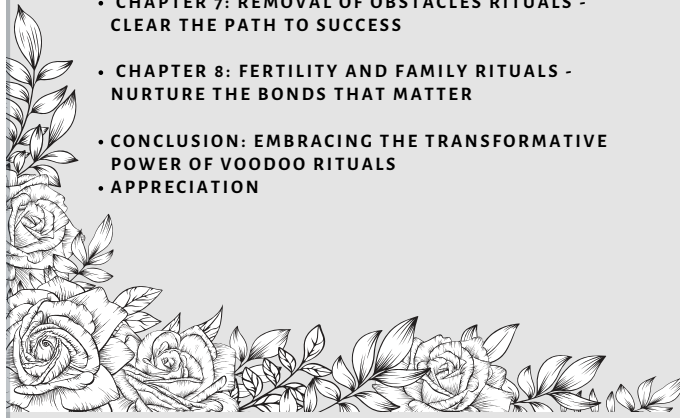 • CHAPTER 7: REMOVAL OF OBSTACLES RITUALS -
CLEAR THE PATH TO SUCCESS
• CHAPTER 8: FERTILITY AND FAMILY RITUALS -
NURTURE THE BONDS THAT MATTER
• CONCLUSION: EMBRACING THE TRANSFORMATIVE
POWER OF VOODOO RITUALS
• APPRECIATION